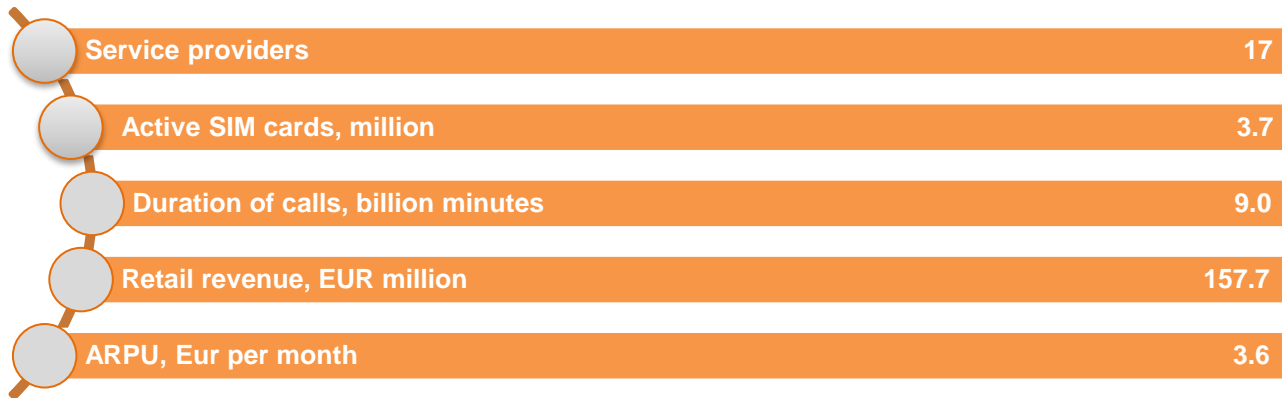 Service providers 17
Active SIM cards, million 3.7
Duration of calls, billion minutes 9.0
Retail revenue, EUR million 157.7
ARPU, Eur per month 3.6